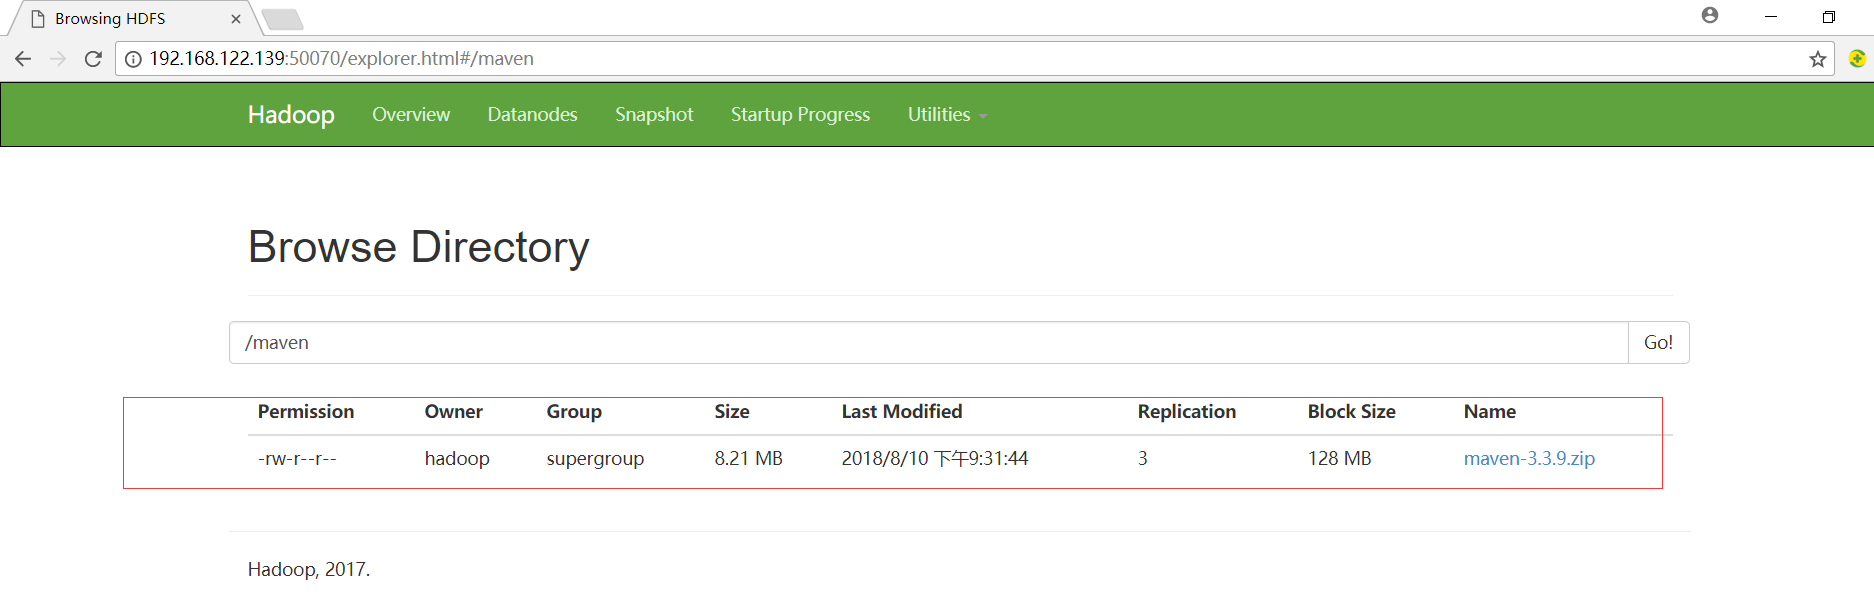 Browsing HDFS
192.168.122.139:50070/explorer.html#/maven
Hadoop Overview Datanodes Snapshot Startup Progress Utilities
Browse Directory
/maven Go!
Permission Owner Group Size Last Modified Replication Block Size Name
-rw-r--r-- hadoop supergroup 8.21 MB 2018/8/10 下午9:31:44 3 128 MB maven-3.3.9.zip
Hadoop, 2017.